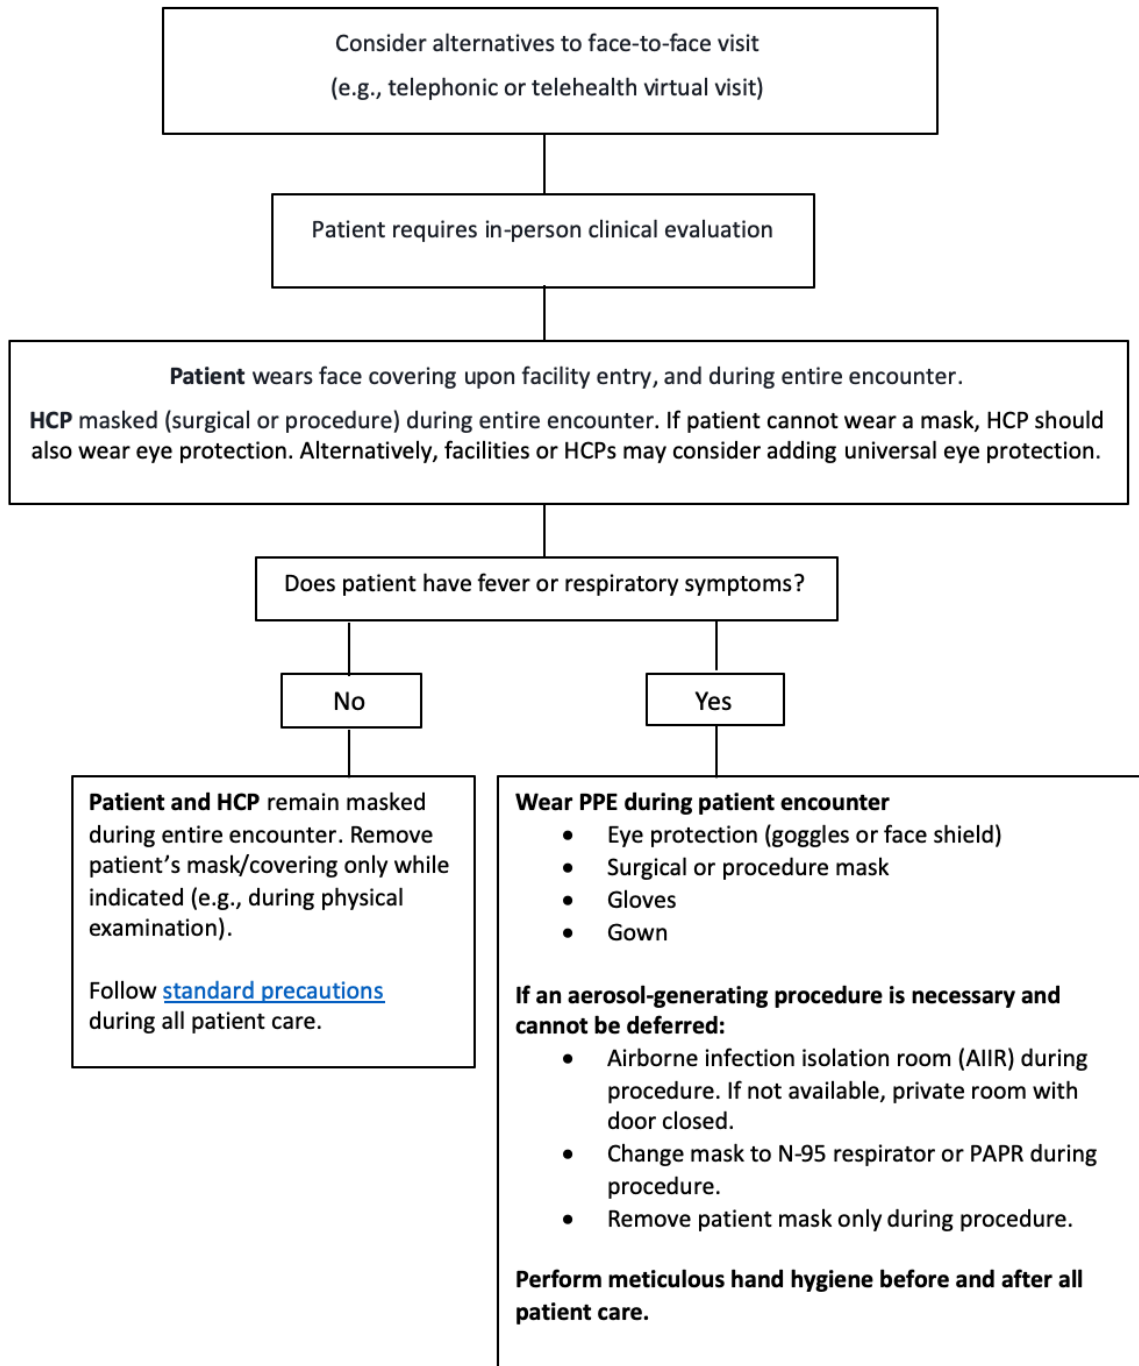 Consider alternatives to face-to-face visit
(e.g., telephonic or telehealth virtual visit)
Patient requires in-person clinical evaluation
Patient wears face covering upon facility entry, and during entire encounter.
HCP masked (surgical or procedure) during entire encounter. If patient cannot wear a mask, HCP should
also wear eye protection. Alternatively, facilities or HCPs may consider adding universal eye protection.
Does patient have fever or respiratory symptoms?
No
Yes
Patient and HCP remain masked
during entire encounter. Remove
patient's mask/covering only while
indicated (e.g., during physical
examination).
Follow standard precautions
during all patient care.
Wear PPE during patient encounter
• Eye protection (goggles or face shield)
• Surgical or procedure mask
• Gloves
• Gown
If an aerosol-generating procedure is necessary and
cannot be deferred:
• Airborne infection isolation room (AIIR) during
procedure. If not available, private room with
door closed.
• Change mask to N-95 respirator or PAPR during
procedure.
• Remove patient mask only during procedure.
Perform meticulous hand hygiene before and after all
patient care.